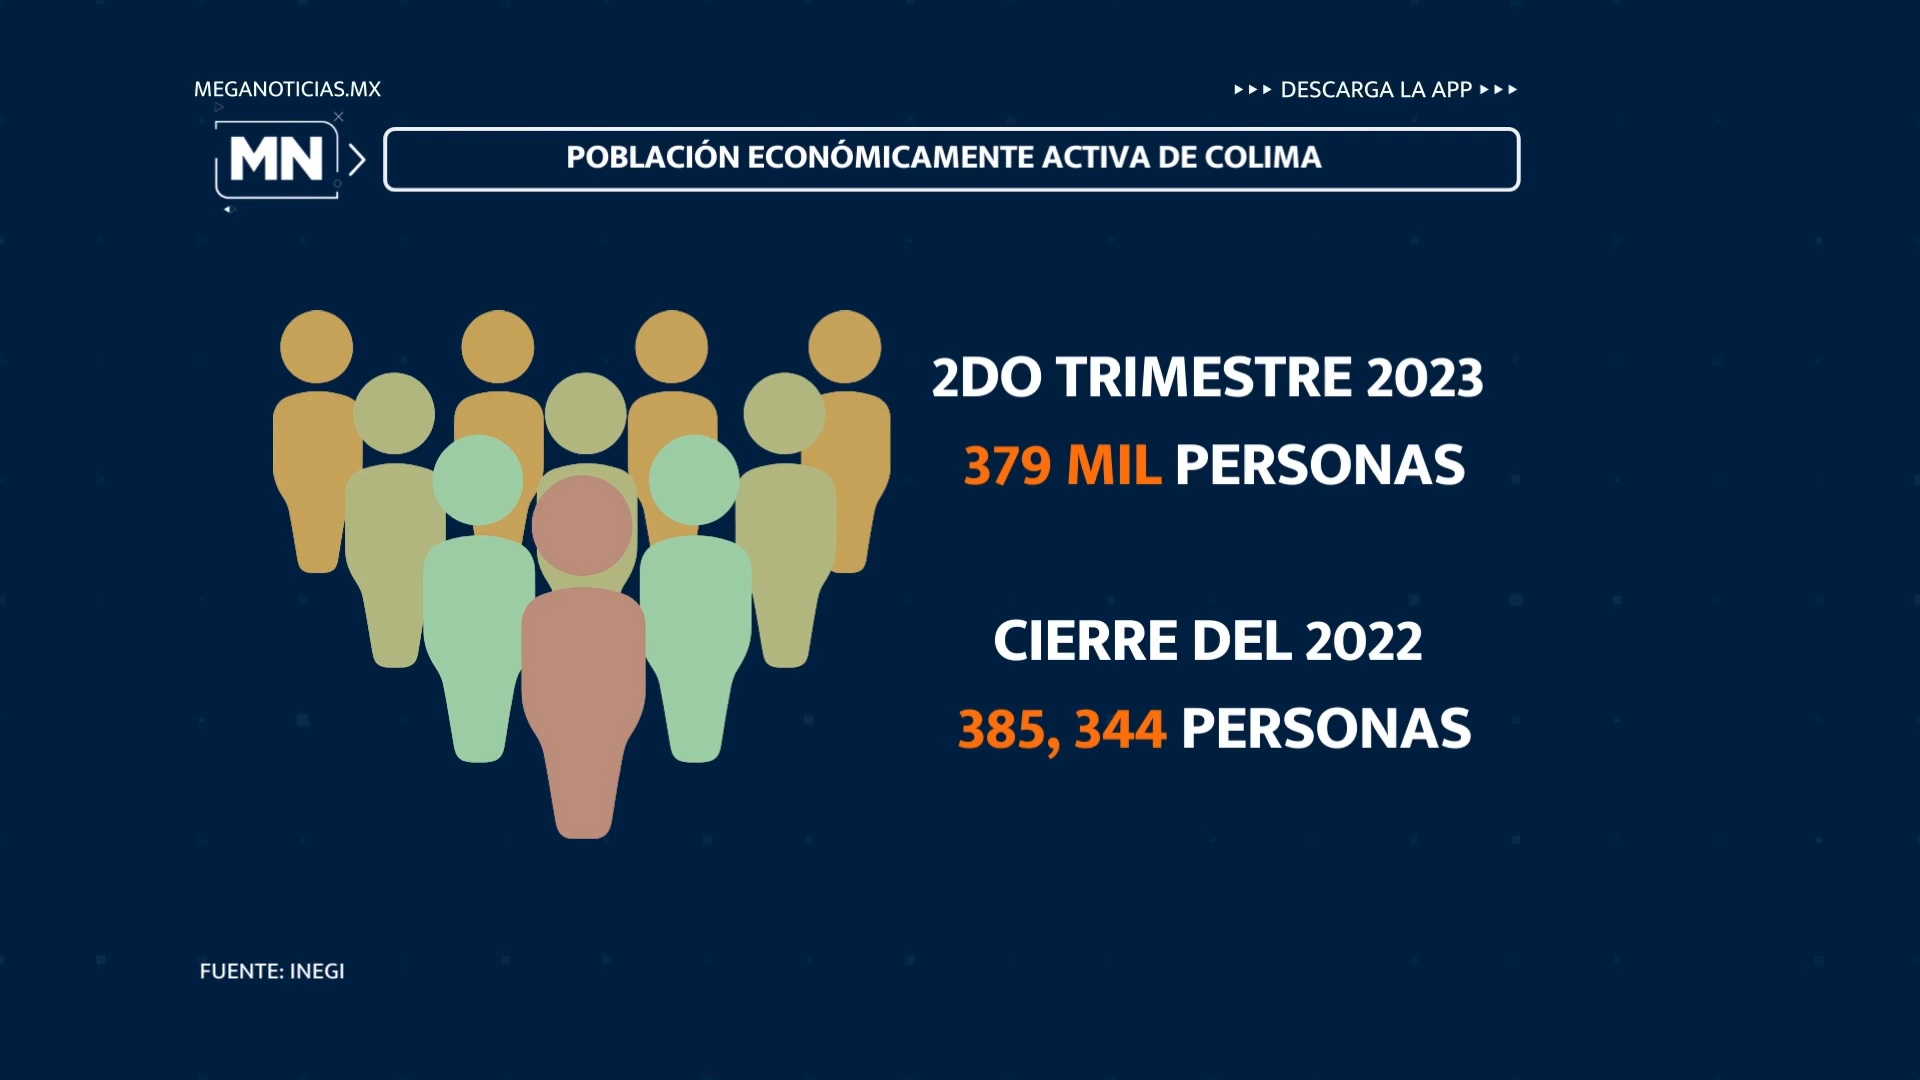 MEGANOTICIAS.MX
DESCARGA LA APP
MN
POBLACIÓN ECONÓMICAMENTE ACTIVA DE COLIMA
2DO TRIMESTRE 2023
379 MIL PERSONAS
CIERRE DEL 2022
385, 344 PERSONAS
FUENTE: INEGI